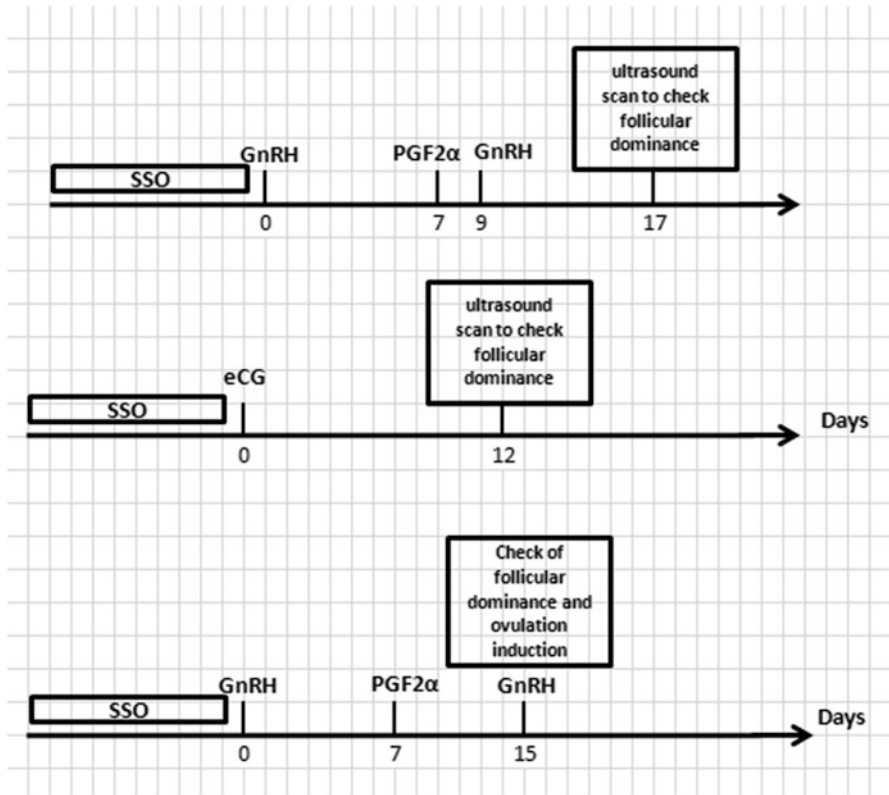 ultrasound
scan to check
follicular
dominance
GnRH PGF2α GnRH
SSO
0 7 9 17
ultrasound
scan to check
follicular
dominance
eCG
SSO
Days
0 12
Check of
follicular
dominance and
ovulation
induction
GnRH PGF2α GnRH
SSO
Days
0 7 15